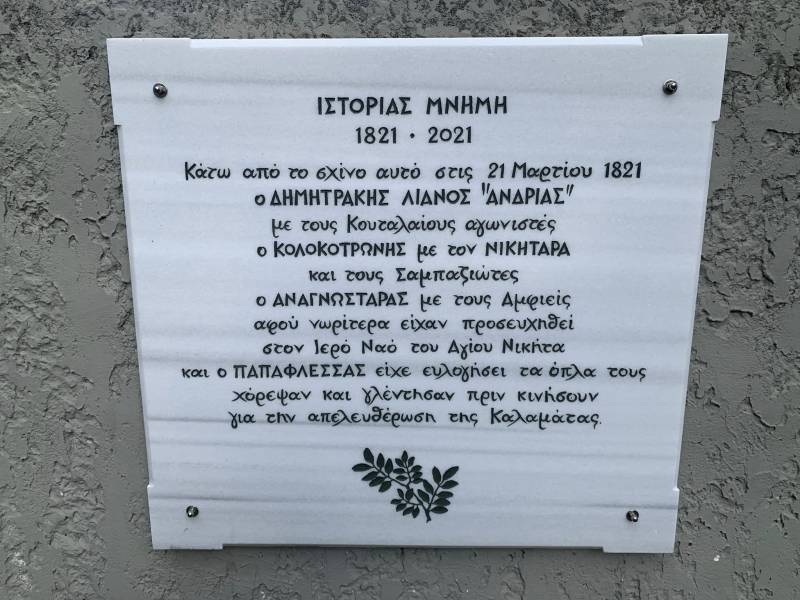 ΙΣΤΟΡΙΑΣ ΜΝΗΜΗ
1821 · 2021
Κάτω από το σχίνο αυτό στις 21 Μαρτίου 1821
ο ΔΗΜΗΤΡΑΚΗΣ ΛΙΑΝΟΣ "ΑΝΔΡΙΑΣ"
με τους Κουταλαίους αγωνιστές
ο ΚΟΛΟΚΟΤΡΩΝΗΣ με τον ΝΙΚΗΤΑΡΑ
και τους Σαμπαζιώτες
ο ΑΝΑΓΝΩΣΤΑΡΑΣ με τους Αμφιείς
αφού νωρίτερα είχαν προσευχηθεί
στον Ιερό Ναό του Αγίου Νικήτα
και ο ΠΑΠΑΦΛΕΣΣΑΣ είχε ευλογήσει τα όπλα τους
χόρεψαν και γλέντησαν πριν κινήσουν
για την απελευθέρωση της Καλαμάτας.